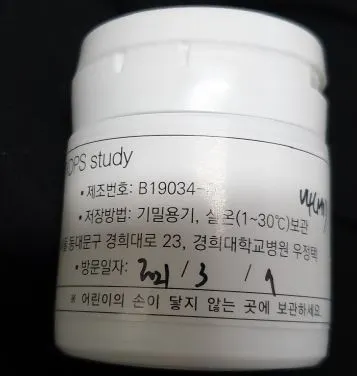 OPS study
• 제조번호: B19034-
• 저장방법: 기밀용기, 실온(1~30℃)보관
동대문구 경희대로 23, 경희대학교병원 우정택
• 방문일자: 2021 / 3 / 9
※ 어린이의 손이 닿지 않는 곳에 보관하세요.